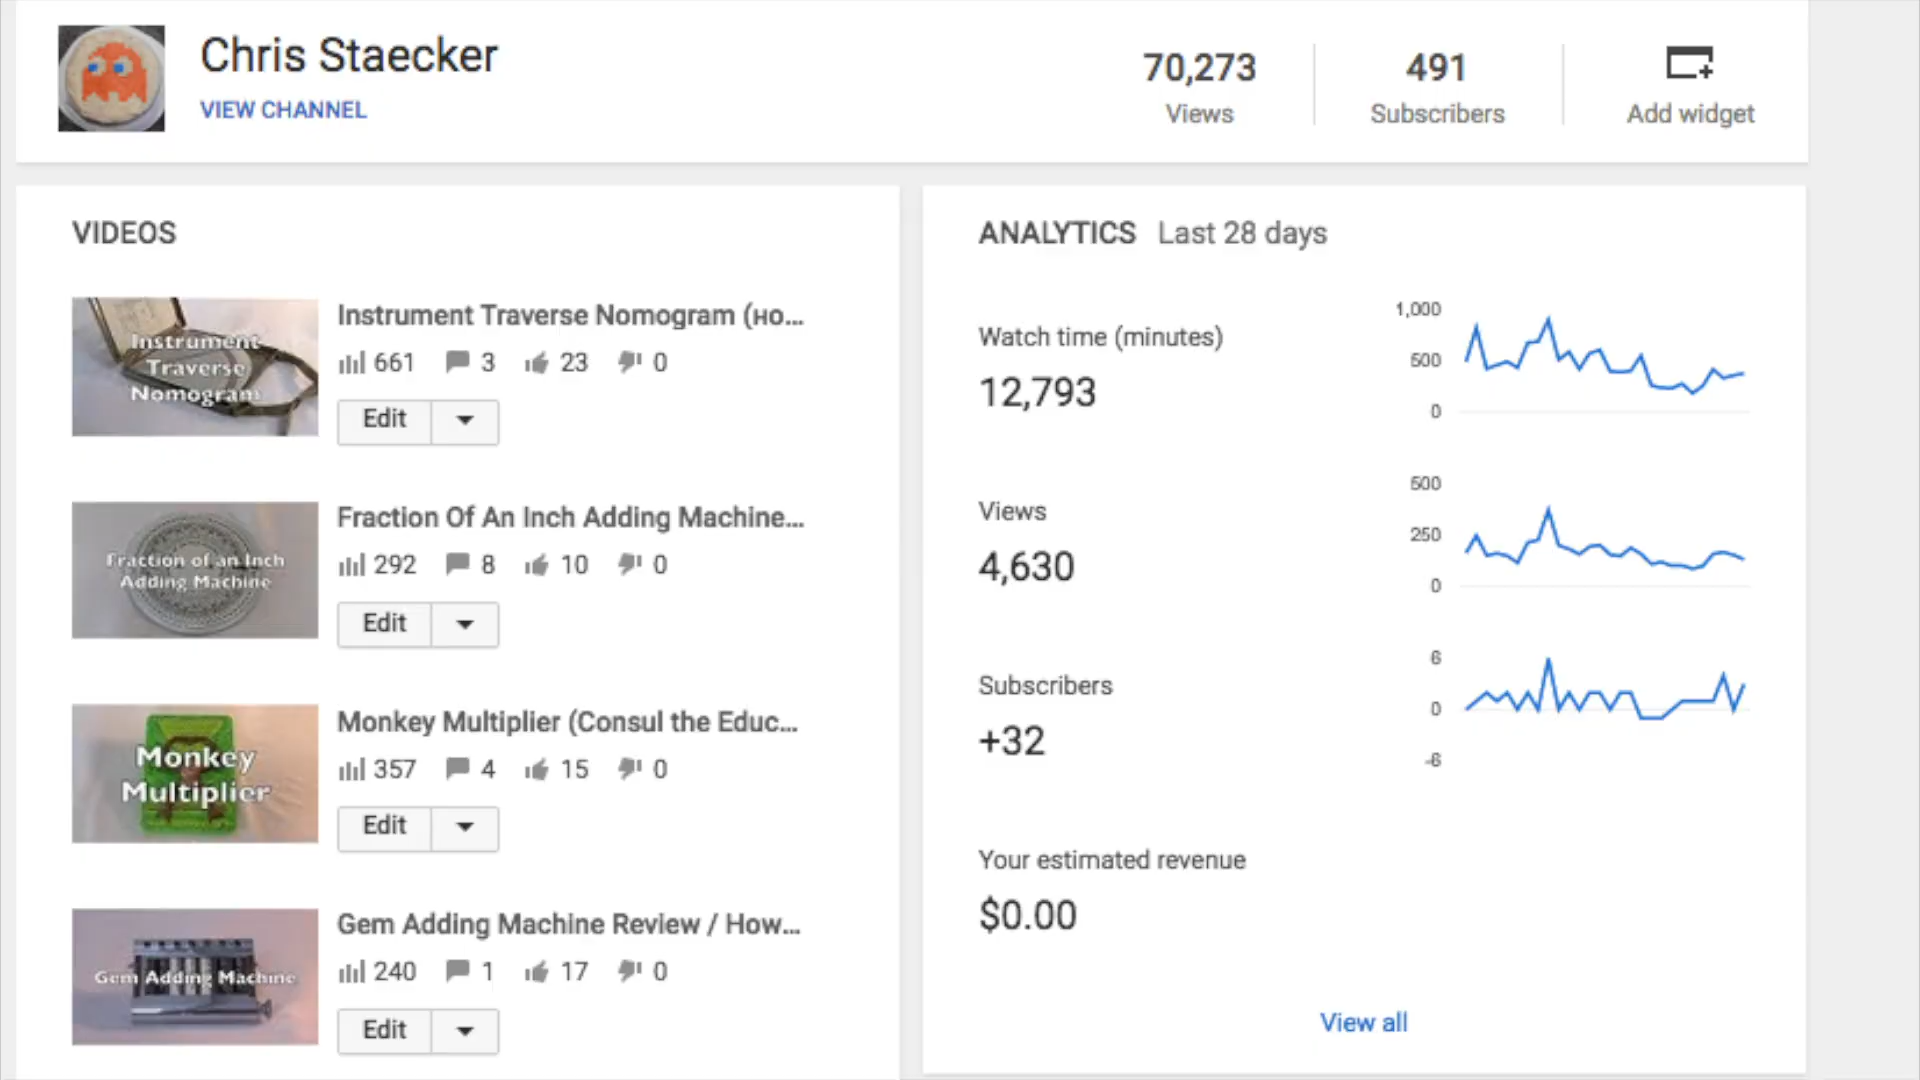 Chris Staecker
VIEW CHANNEL
70,273
Views
491
Subscribers
Add widget
VIDEOS
Instrument
Traverse
Nomogram
Instrument Traverse Nomogram (но...
661 3 23 0
Edit
Fraction of an Inch
Adding Machine
Fraction Of An Inch Adding Machine...
292 8 10 0
Edit
Monkey
Multiplier
Monkey Multiplier (Consul the Educ...
357 4 15 0
Edit
Gem Adding Machine
Gem Adding Machine Review / How...
240 1 17 0
Edit
ANALYTICS Last 28 days
Watch time (minutes)
12,793
1,000
500
0
Views
4,630
500
250
0
Subscribers
+32
6
0
-6
Your estimated revenue
$0.00
View all